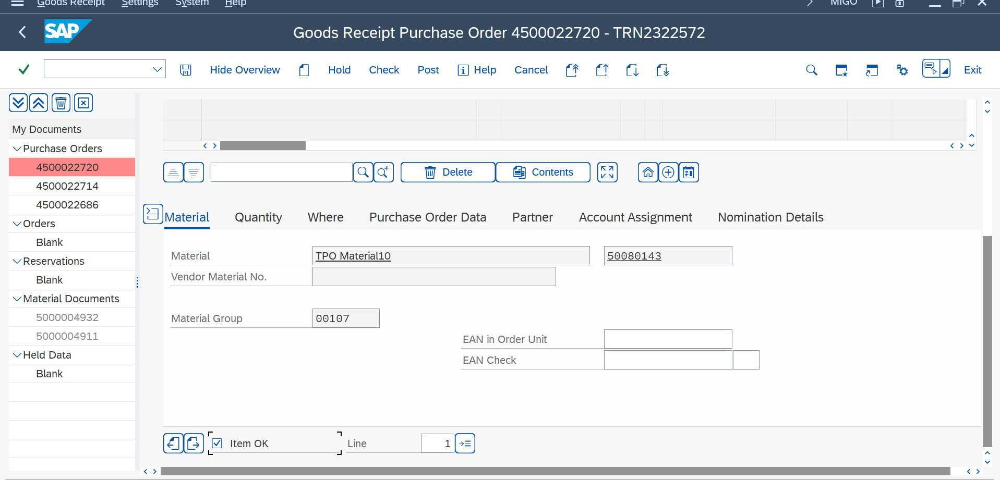 Goods Receipt Settings System Help MIGO
SAP Goods Receipt Purchase Order 4500022720 - TRN2322572
Hide Overview Hold Check Post Help Cancel Exit
My Documents
Purchase Orders
4500022720
4500022714
4500022686
Orders
Blank
Reservations
Blank
Material Documents
5000004932
5000004911
Held Data
Blank
Delete Contents
Material Quantity Where Purchase Order Data Partner Account Assignment Nomination Details
Material TPO Material10 50080143
Vendor Material No.
Material Group 00107
EAN in Order Unit
EAN Check
Item OK Line 1